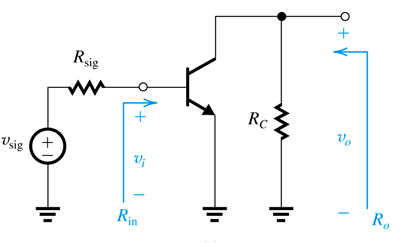 R_sig
v_sig
+
−
+
v_i
−
R_in
R_C
+
v_o
−
R_o